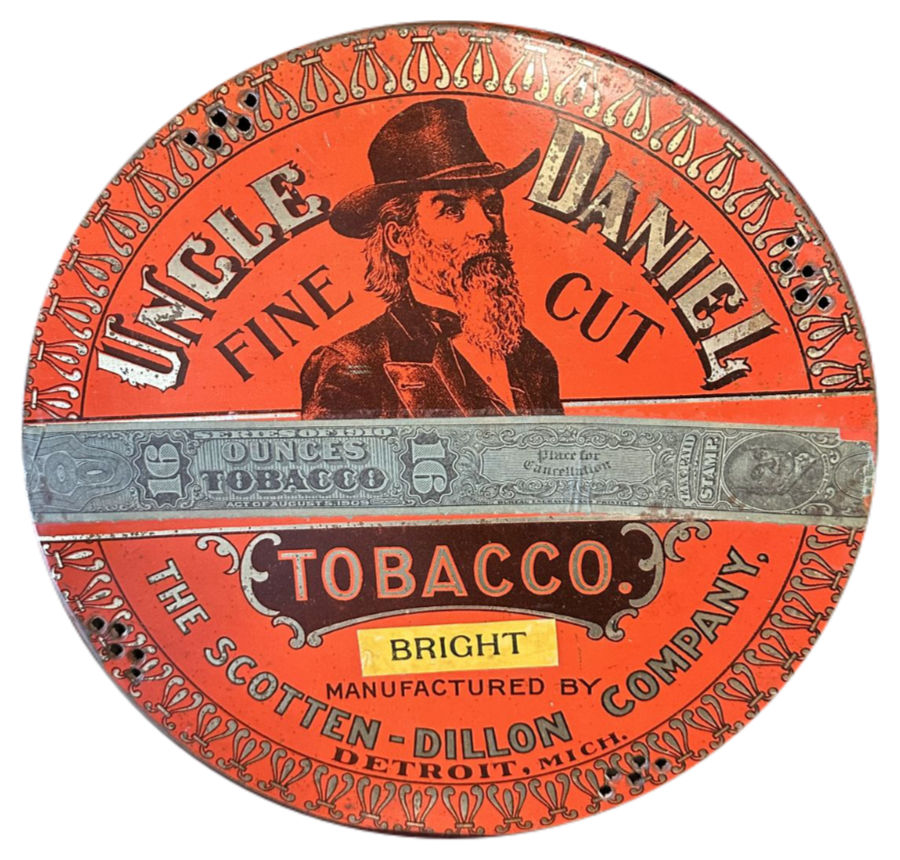 UNCLE DANIEL
FINE CUT
SERIES OF 1910
16 OUNCES 16
TOBACCO
ACT OF AUGUST 5, 1909
Place for
Cancellation
TAX PAID
STAMP.
TOBACCO.
BRIGHT
MANUFACTURED BY
THE SCOTTEN-DILLON COMPANY,
DETROIT, MICH.